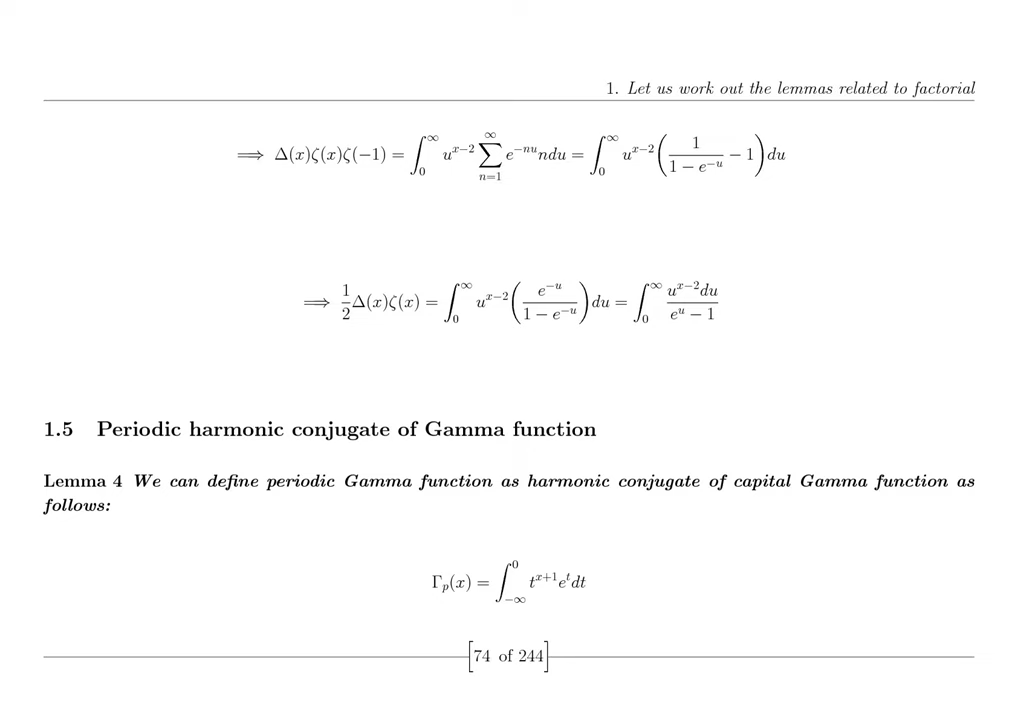 1. Let us work out the lemmas related to factorial
⟹ Δ(x)ζ(x)ζ(−1) = ∫_0^∞ u^{x−2} ∑_{n=1}^∞ e^{−nu} n du = ∫_0^∞ u^{x−2} ( 1/(1 − e^{−u}) − 1 ) du
⟹ 1/2 Δ(x)ζ(x) = ∫_0^∞ u^{x−2} ( e^{−u}/(1 − e^{−u}) ) du = ∫_0^∞ u^{x−2}du/(e^u − 1)
1.5 Periodic harmonic conjugate of Gamma function
Lemma 4 We can define periodic Gamma function as harmonic conjugate of capital Gamma function as
follows:
Γ_p(x) = ∫_{−∞}^0 t^{x+1} e^t dt
[74 of 244]